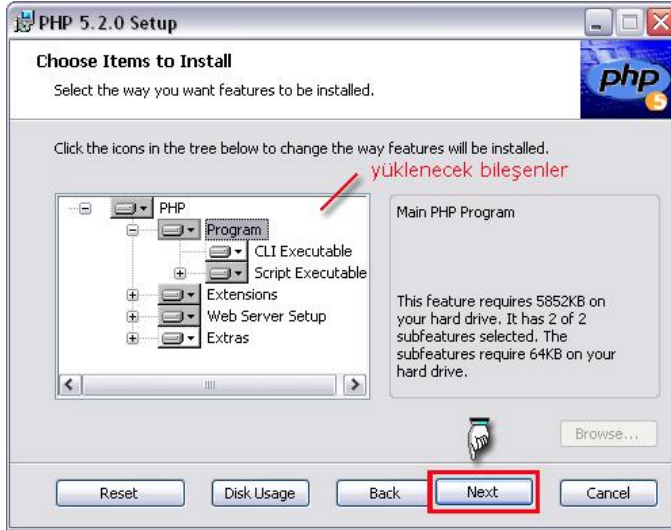 PHP 5.2.0 Setup
Choose Items to Install
Select the way you want features to be installed.
php
5
Click the icons in the tree below to change the way features will be installed.
yüklenecek bileşenler
PHP
Program
CLI Executable
Script Executable
Extensions
Web Server Setup
Extras
Main PHP Program
This feature requires 5852KB on
your hard drive. It has 2 of 2
subfeatures selected. The
subfeatures require 64KB on your
hard drive.
Browse...
Reset
Disk Usage
Back
Next
Cancel